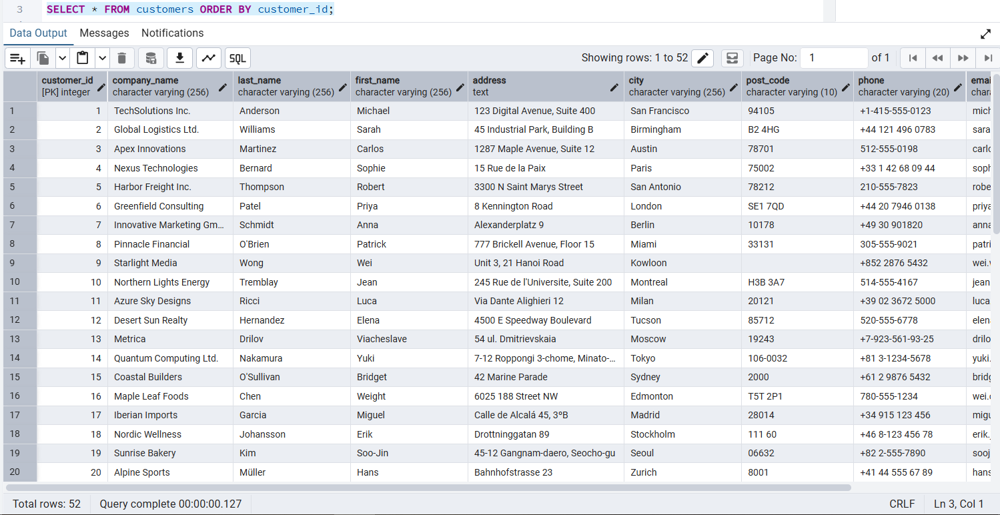 3 SELECT * FROM customers ORDER BY customer_id;
Data Output Messages Notifications
SQL Showing rows: 1 to 52 Page No: 1 of 1
customer_id company_name last_name first_name address city post_code phone emai
[PK] integer character varying (256) character varying (256) character varying (256) text character varying (256) character varying (10) character varying (20) chara
1 1 TechSolutions Inc. Anderson Michael 123 Digital Avenue, Suite 400 San Francisco 94105 +1-415-555-0123 mich
2 2 Global Logistics Ltd. Williams Sarah 45 Industrial Park, Building B Birmingham B2 4HG +44 121 496 0783 sara
3 3 Apex Innovations Martinez Carlos 1287 Maple Avenue, Suite 12 Austin 78701 512-555-0198 carlo
4 4 Nexus Technologies Bernard Sophie 15 Rue de la Paix Paris 75002 +33 1 42 68 09 44 soph
5 5 Harbor Freight Inc. Thompson Robert 3300 N Saint Marys Street San Antonio 78212 210-555-7823 robe
6 6 Greenfield Consulting Patel Priya 8 Kennington Road London SE1 7QD +44 20 7946 0138 priya
7 7 Innovative Marketing Gm... Schmidt Anna Alexanderplatz 9 Berlin 10178 +49 30 901820 anna
8 8 Pinnacle Financial O'Brien Patrick 777 Brickell Avenue, Floor 15 Miami 33131 305-555-9021 patri
9 9 Starlight Media Wong Wei Unit 3, 21 Hanoi Road Kowloon +852 2876 5432 wei.
10 10 Northern Lights Energy Tremblay Jean 245 Rue de l'Universite, Suite 200 Montreal H3B 3A7 514-555-4167 jean
11 11 Azure Sky Designs Ricci Luca Via Dante Alighieri 12 Milan 20121 +39 02 3672 5000 luca
12 12 Desert Sun Realty Hernandez Elena 4500 E Speedway Boulevard Tucson 85712 520-555-6778 elen
13 13 Metrica Drilov Viacheslave 54 ul. Dmitrievskaia Moscow 19243 +7-923-561-93-25 drilo
14 14 Quantum Computing Ltd. Nakamura Yuki 7-12 Roppongi 3-chome, Minato-... Tokyo 106-0032 +81 3-1234-5678 yuki.
15 15 Coastal Builders O'Sullivan Bridget 42 Marine Parade Sydney 2000 +61 2 9876 5432 bridg
16 16 Maple Leaf Foods Chen Weight 6025 188 Street NW Edmonton T5T 2P1 780-555-1234 wei.
17 17 Iberian Imports Garcia Miguel Calle de Alcalá 45, 3ºB Madrid 28014 +34 915 123 456 migu
18 18 Nordic Wellness Johansson Erik Drottninggatan 89 Stockholm 111 60 +46 8-123 456 78 erik.
19 19 Sunrise Bakery Kim Soo-Jin 45-12 Gangnam-daero, Seocho-gu Seoul 06632 +82 2-555-7890 sooj
20 20 Alpine Sports Müller Hans Bahnhofstrasse 23 Zurich 8001 +41 44 555 67 89 hans
Total rows: 52 Query complete 00:00:00.127 CRLF Ln 3, Col 1